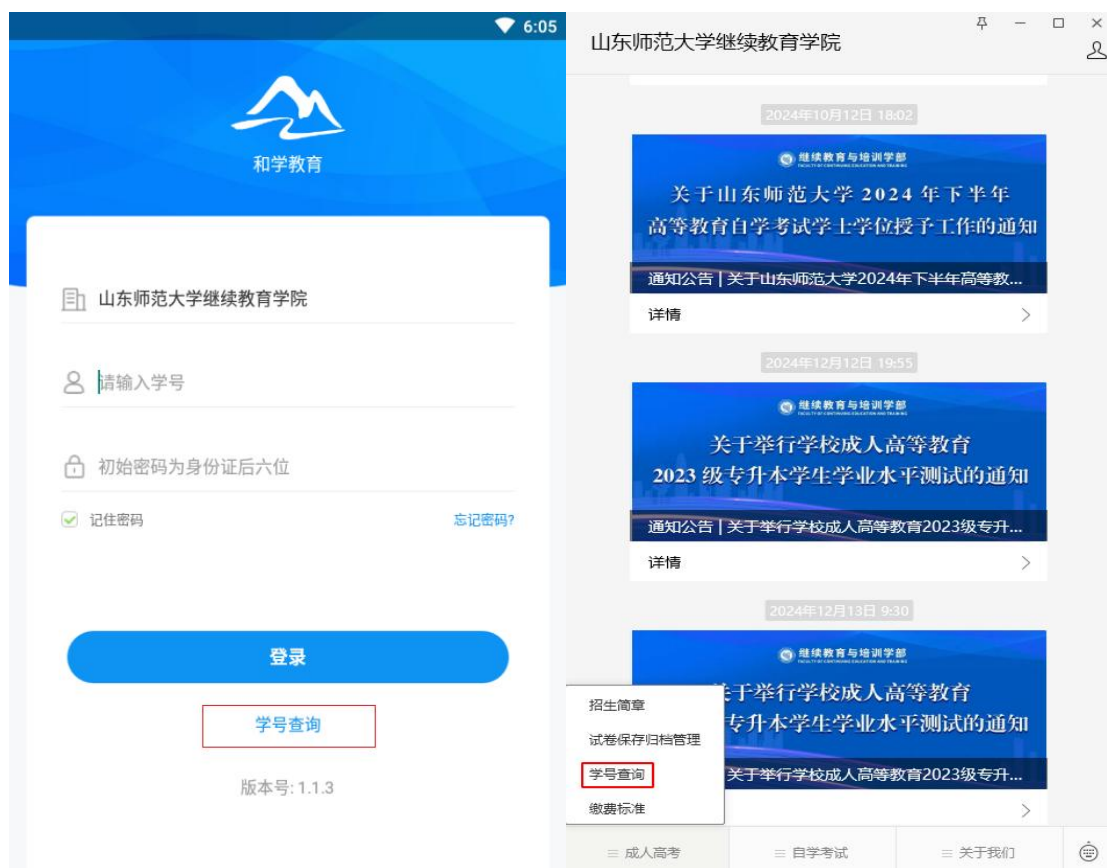 6:05
和学教育
山东师范大学继续教育学院
请输入学号
初始密码为身份证后六位
记住密码
忘记密码?
登录
学号查询
版本号: 1.1.3
山东师范大学继续教育学院
2024年10月12日 18:02
继续教育与培训学部
关于山东师范大学 2024 年下半年
高等教育自学考试学士学位授予工作的通知
通知公告 | 关于山东师范大学2024年下半年高等教...
详情
2024年12月12日 19:55
继续教育与培训学部
关于举行学校成人高等教育
2023 级专升本学生学业水平测试的通知
通知公告 | 关于举行学校成人高等教育2023级专升...
详情
2024年12月13日 9:30
继续教育与培训学部
于举行学校成人高等教育
专升本学生学业水平测试的通知
关于举行学校成人高等教育2023级专升...
招生简章
试卷保存归档管理
学号查询
缴费标准
成人高考
自学考试
关于我们